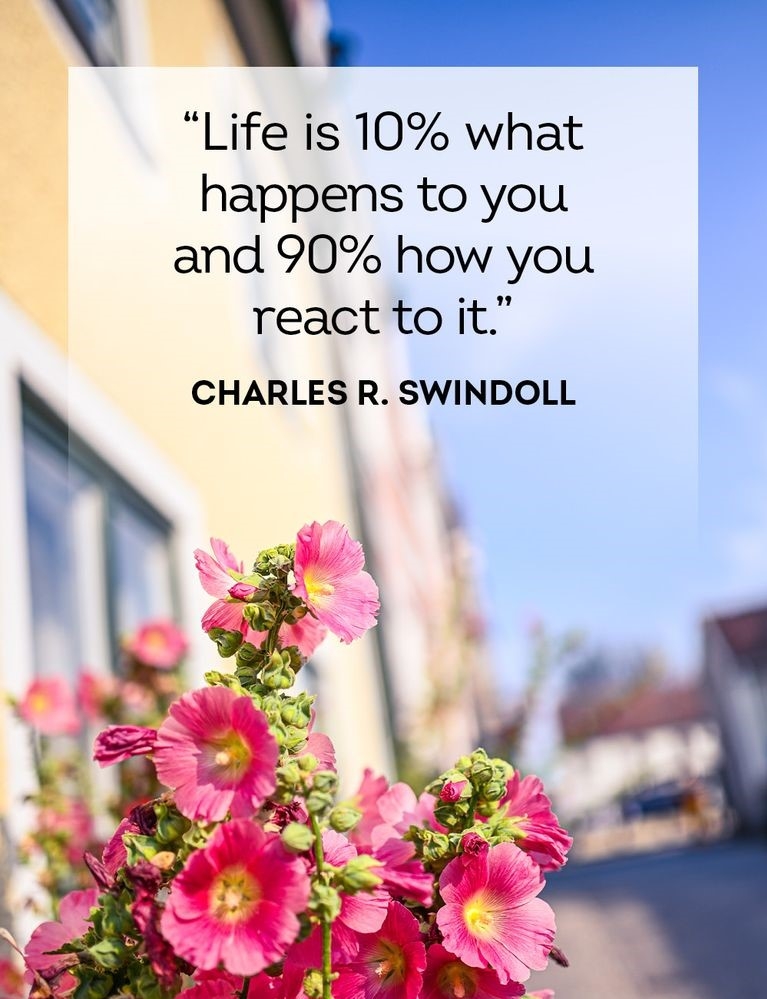 “Life is 10% what
happens to you
and 90% how you
react to it.”
CHARLES R. SWINDOLL